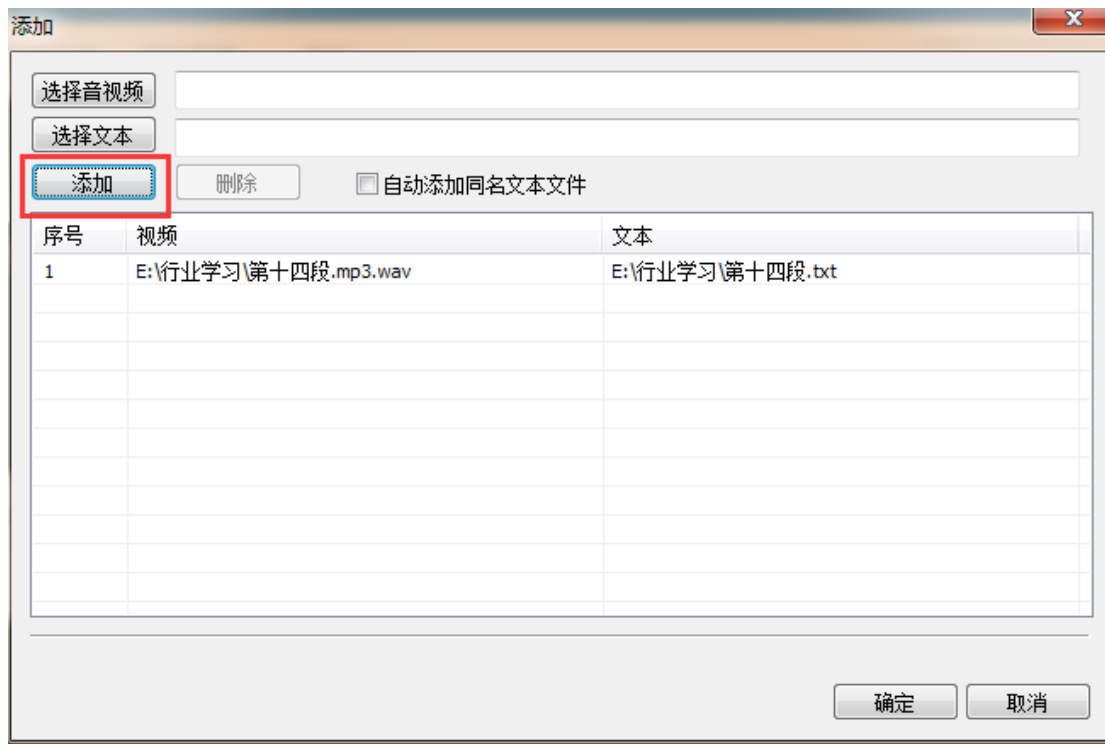 添加
选择音视频
选择文本
添加 删除 自动添加同名文本文件
序号 视频 文本
1 E:\行业学习\第十四段.mp3.wav E:\行业学习\第十四段.txt
确定 取消